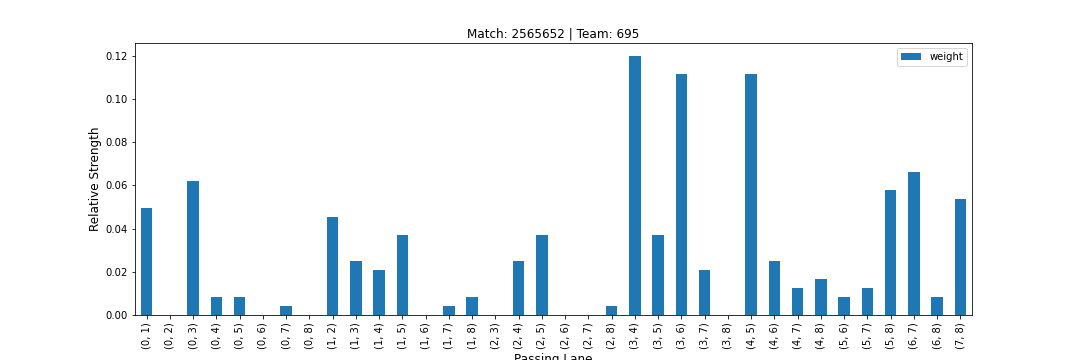 Match: 2565652 | Team: 695
weight
Relative Strength
0.12
0.10
0.08
0.06
0.04
0.02
0.00
(0, 1) (0, 2) (0, 3) (0, 4) (0, 5) (0, 6) (0, 7) (0, 8) (1, 2) (1, 3) (1, 4) (1, 5) (1, 6) (1, 7) (1, 8) (2, 3) (2, 4) (2, 5) (2, 6) (2, 7) (2, 8) (3, 4) (3, 5) (3, 6) (3, 7) (3, 8) (4, 5) (4, 6) (4, 7) (4, 8) (5, 6) (5, 7) (5, 8) (6, 7) (6, 8) (7, 8)
Passing Lane